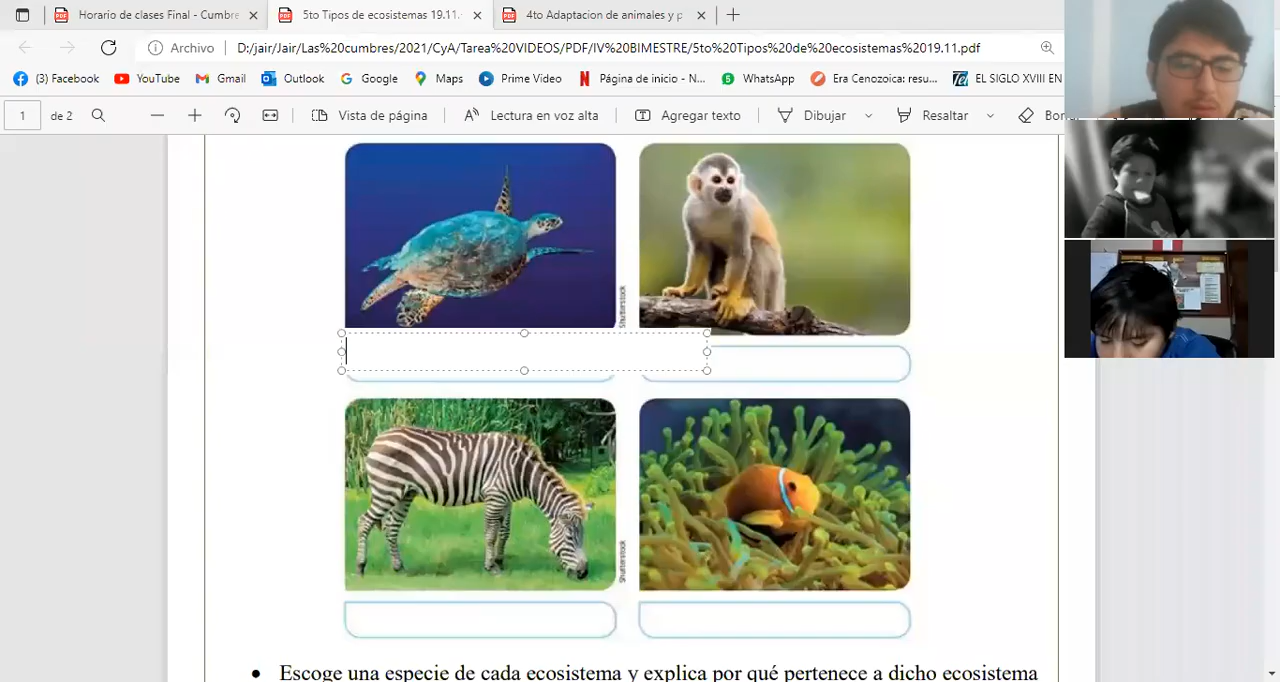 Horario de clases Final - Cumbre
5to Tipos de ecosistemas 19.11.
4to Adaptacion de animales y p
Archivo
D:/jair/Jair/Las%20cumbres/2021/CyA/Tarea%20VIDEOS/PDF/IV%20BIMESTRE/5to%20Tipos%20de%20ecosistemas%2019.11.pdf
(3) Facebook
YouTube
Gmail
Outlook
Google
Maps
Prime Video
Página de inicio - N...
WhatsApp
Era Cenozoica: resu...
EL SIGLO XVIII EN
1 de 2
Vista de página
Lectura en voz alta
Agregar texto
Dibujar
Resaltar
Bor
Shutterstock
Shutterstock
• Escoge una especie de cada ecosistema y explica por qué pertenece a dicho ecosistema